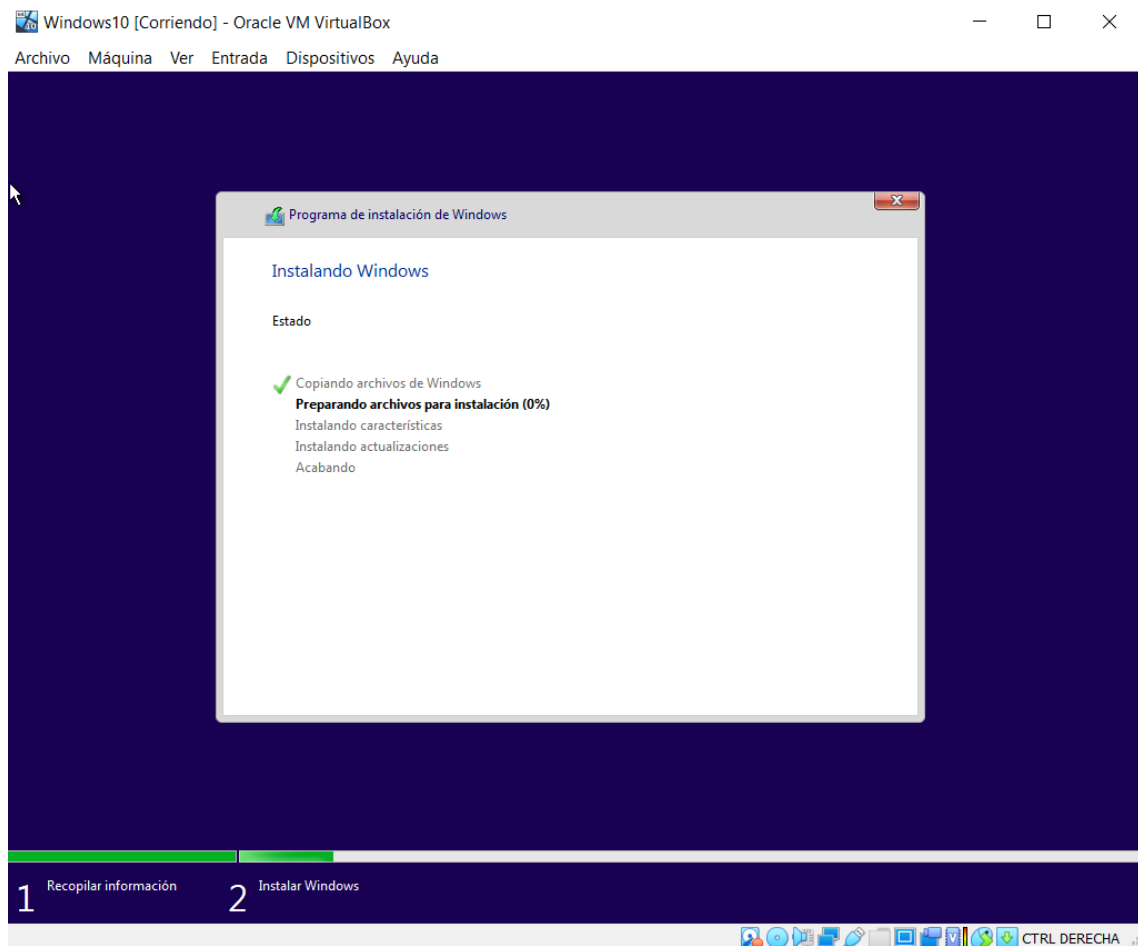 Windows10 [Corriendo] - Oracle VM VirtualBox
Archivo Máquina Ver Entrada Dispositivos Ayuda
Programa de instalación de Windows
Instalando Windows
Estado
Copiando archivos de Windows
Preparando archivos para instalación (0%)
Instalando características
Instalando actualizaciones
Acabando
1 Recopilar información 2 Instalar Windows
CTRL DERECHA